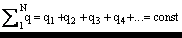 ∑₁ᴺq = q₁ +q₂ + q₃ + q₄+...= const